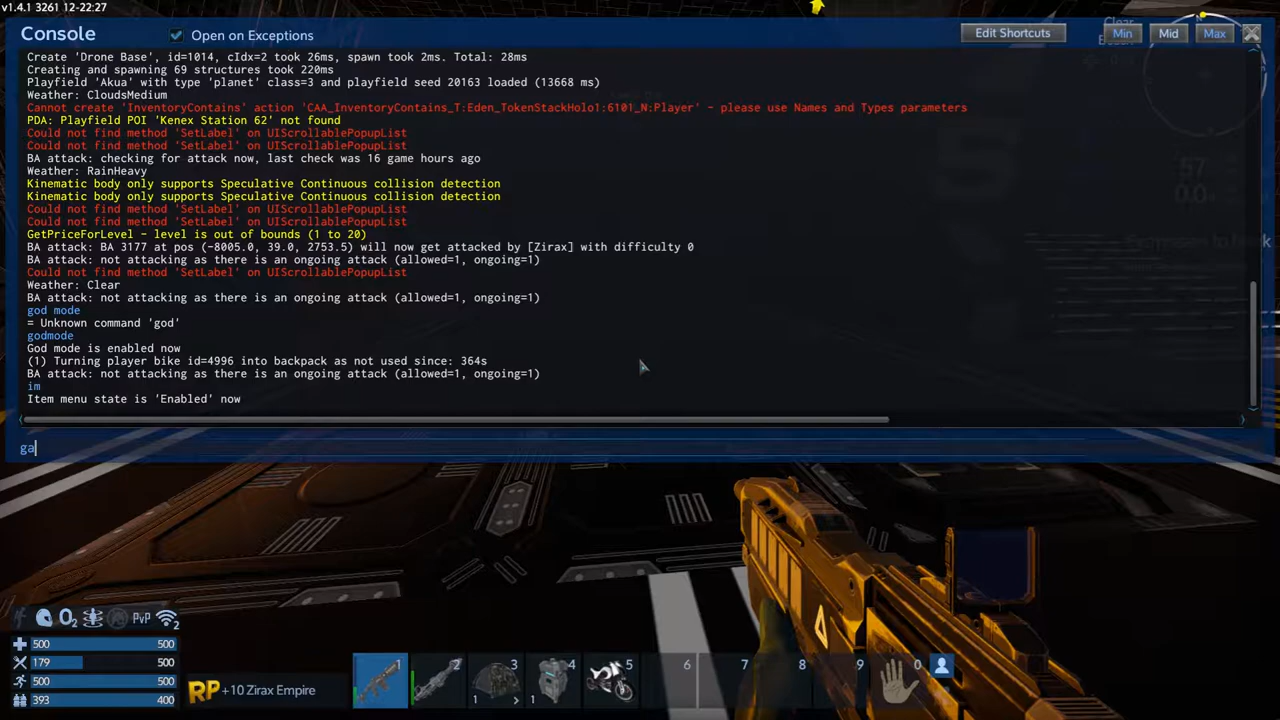 v1.4.1 3261 12-22:27
Console
Open on Exceptions
Edit Shortcuts
Min
Mid
Max
Create 'Drone Base', id=1014, cIdx=2 took 26ms, spawn took 2ms. Total: 28ms
Creating and spawning 69 structures took 220ms
Playfield 'Akua' with type 'planet' class=3 and playfield seed 20163 loaded (13668 ms)
Weather: CloudsMedium
Cannot create 'InventoryContains' action 'CAA_InventoryContains_T:Eden_TokenStackHolo1:6101_N:Player' - please use Names and Types parameters
PDA: Playfield POI 'Kenex Station 62' not found
Could not find method 'SetLabel' on UIScrollablePopupList
Could not find method 'SetLabel' on UIScrollablePopupList
BA attack: checking for attack now, last check was 16 game hours ago
Weather: RainHeavy
Kinematic body only supports Speculative Continuous collision detection
Kinematic body only supports Speculative Continuous collision detection
Could not find method 'SetLabel' on UIScrollablePopupList
Could not find method 'SetLabel' on UIScrollablePopupList
GetPriceForLevel - level is out of bounds (1 to 20)
BA attack: BA 3177 at pos (-8005.0, 39.0, 2753.5) will now get attacked by [Zirax] with difficulty 0
BA attack: not attacking as there is an ongoing attack (allowed=1, ongoing=1)
Could not find method 'SetLabel' on UIScrollablePopupList
Weather: Clear
BA attack: not attacking as there is an ongoing attack (allowed=1, ongoing=1)
god mode
= Unknown command 'god'
godmode
God mode is enabled now
(1) Turning player bike id=4996 into backpack as not used since: 364s
BA attack: not attacking as there is an ongoing attack (allowed=1, ongoing=1)
im
Item menu state is 'Enabled' now
ga
57
0.0
O2
PvP
2
500 500
179 500
500 500
393 400
RP +10 Zirax Empire
1 2 3 4 5 6 7 8 9 0
1 1